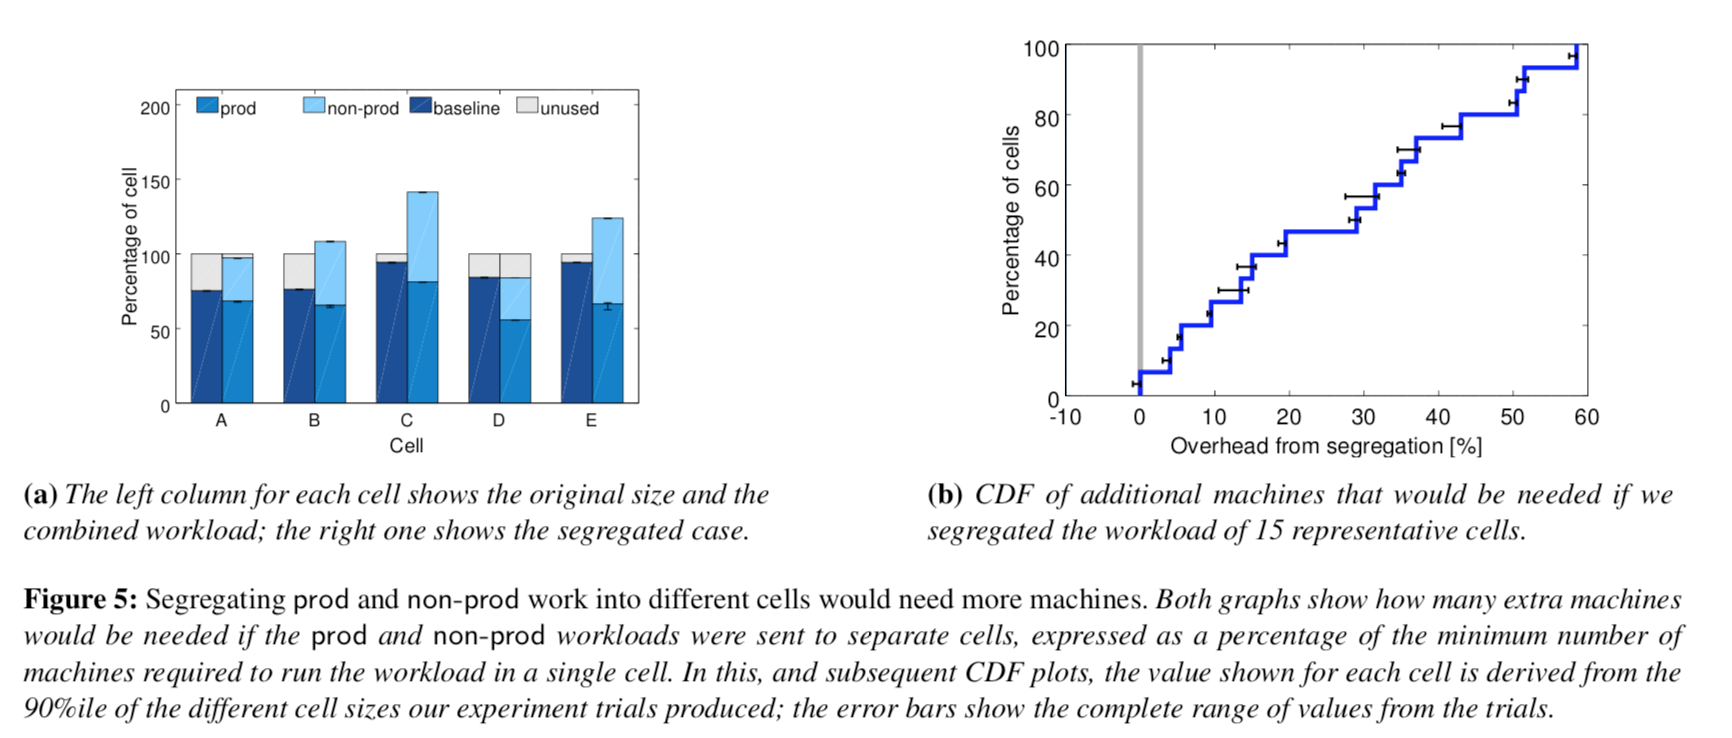 200
150
100
50
0
prod
non-prod
baseline
unused
Percentage of cell
A
B
C
D
E
Cell
100
80
60
40
20
0
Percentage of cells
-10
0
10
20
30
40
50
60
Overhead from segregation [%]
(a) The left column for each cell shows the original size and the
combined workload; the right one shows the segregated case.
(b) CDF of additional machines that would be needed if we
segregated the workload of 15 representative cells.
Figure 5: Segregating prod and non-prod work into different cells would need more machines. Both graphs show how many extra machines
would be needed if the prod and non-prod workloads were sent to separate cells, expressed as a percentage of the minimum number of
machines required to run the workload in a single cell. In this, and subsequent CDF plots, the value shown for each cell is derived from the
90%ile of the different cell sizes our experiment trials produced; the error bars show the complete range of values from the trials.